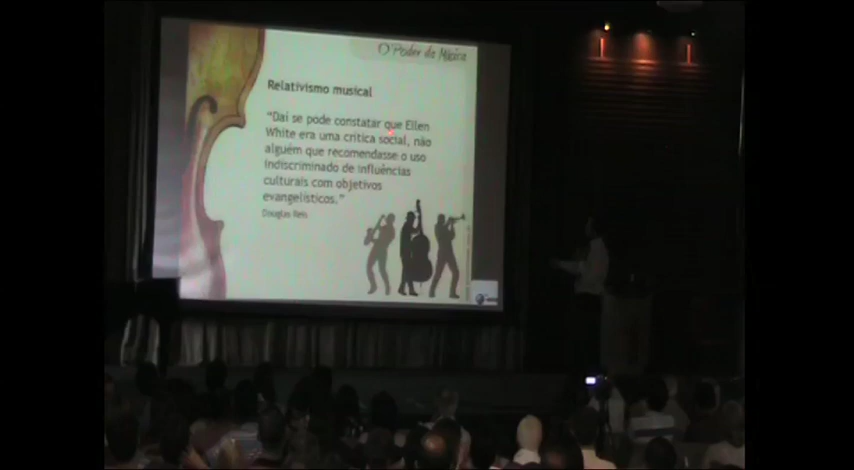 O Poder da Música
Relativismo musical
"Daí se pode constatar que Ellen
White era uma crítica social, não
alguém que recomendasse o uso
indiscriminado de influências
culturais com objetivos
evangelísticos."
Douglas Reis